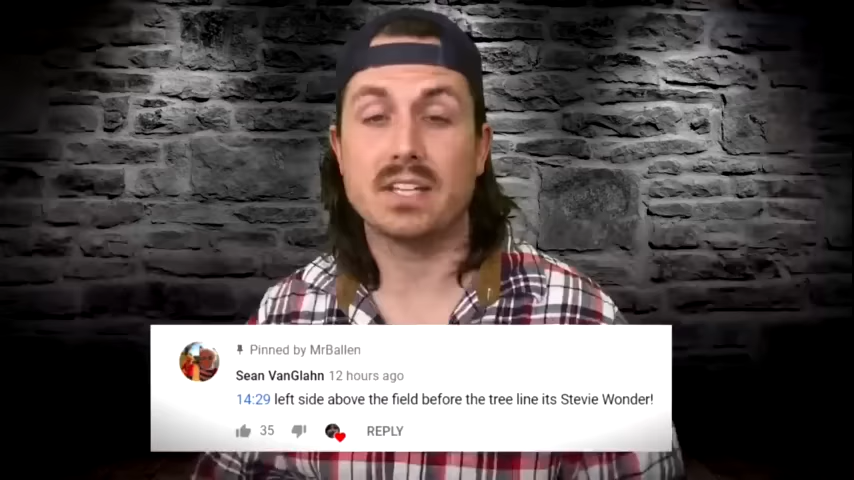 Pinned by MrBallen
Sean VanGlahn 12 hours ago
14:29 left side above the field before the tree line its Stevie Wonder!
35 REPLY